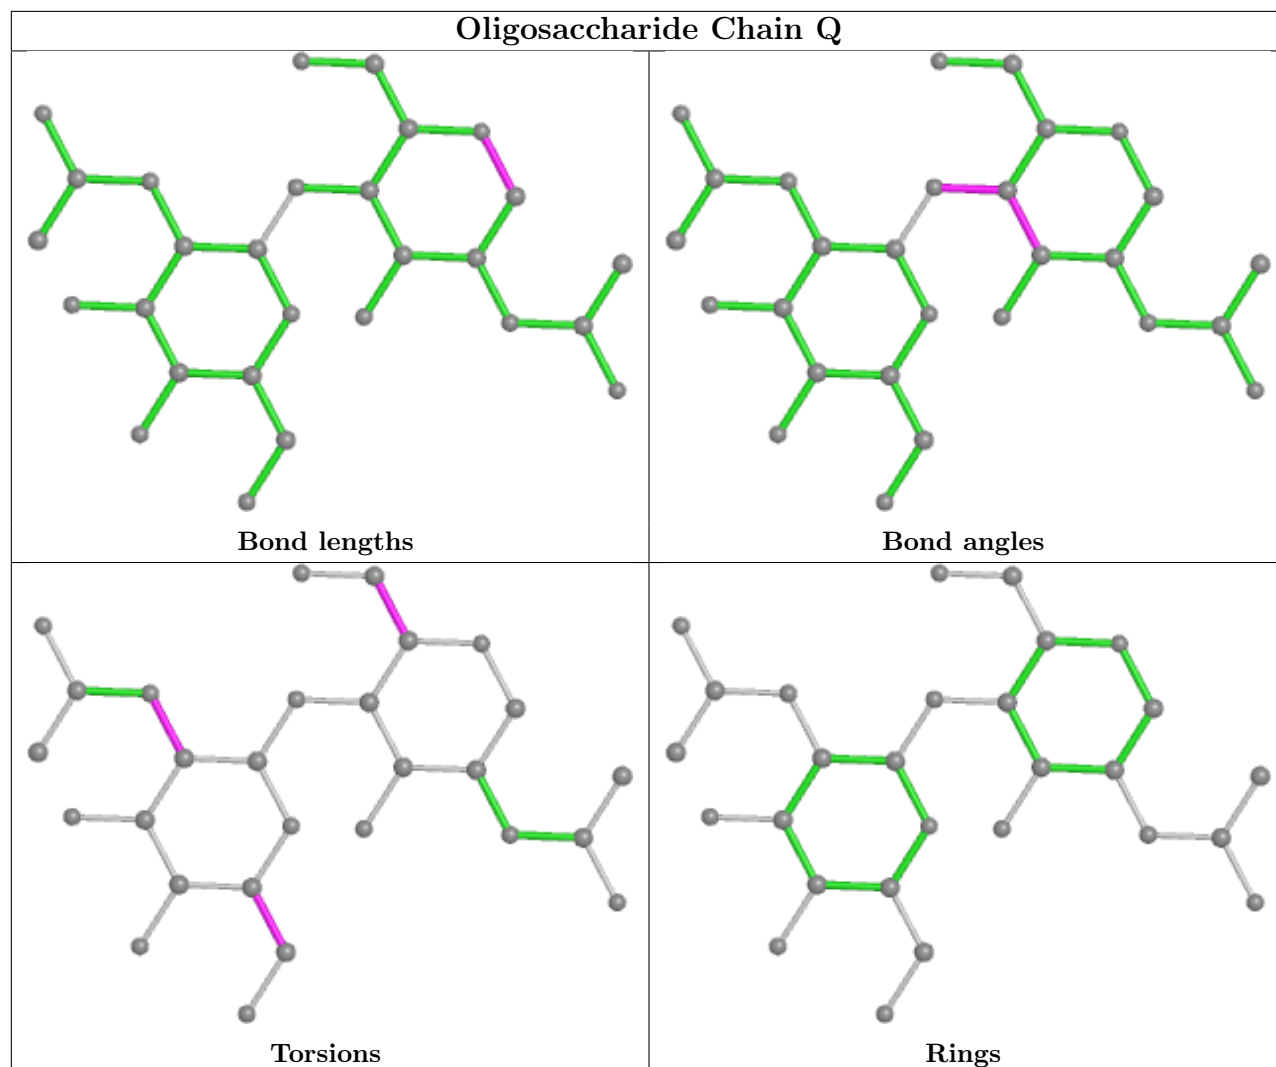 Oligosaccharide Chain Q
Bond lengths
Bond angles
Torsions
Rings